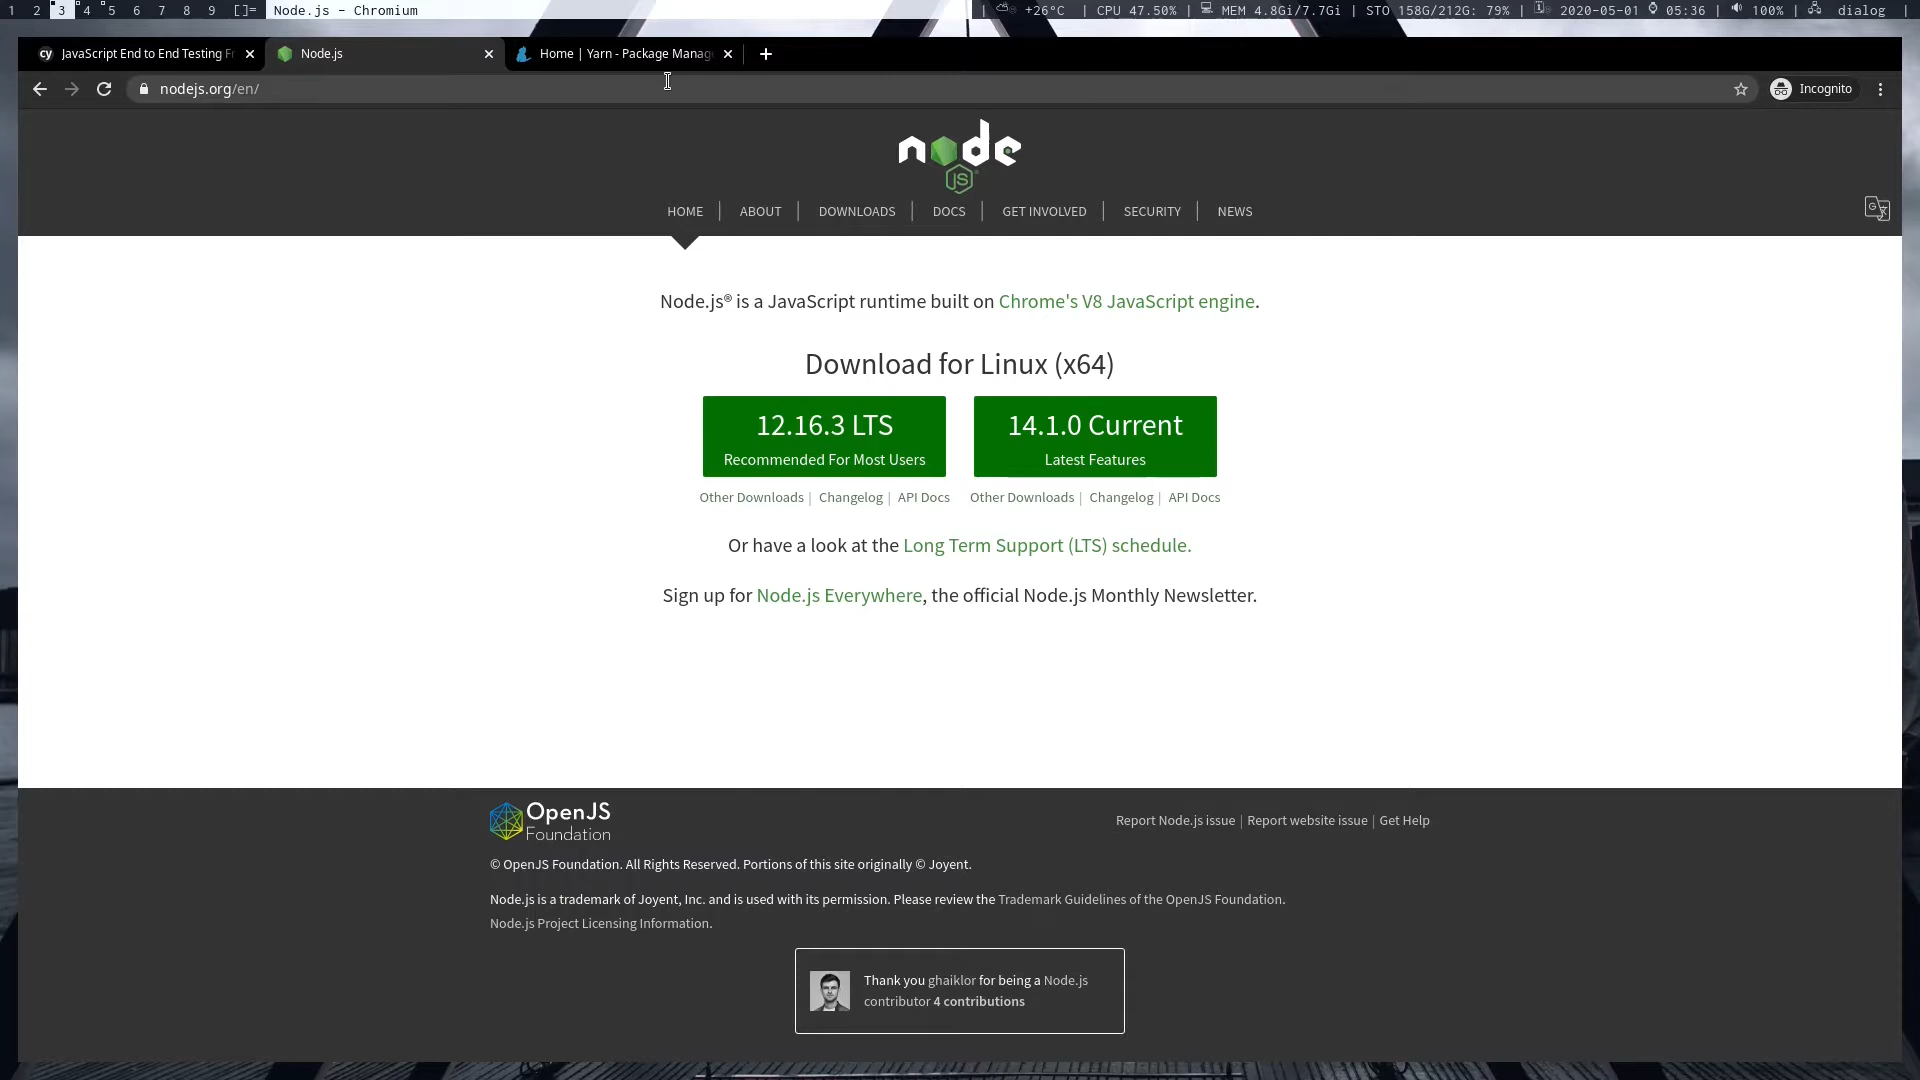 1 2 3 4 5 6 7 8 9 []= Node.js - Chromium | +26°C | CPU 47.50% | MEM 4.8Gi/7.7Gi | STO 158G/212G: 79% | 2020-05-01 05:36 | 100% | dialog |
cy JavaScript End to End Testing Fr Node.js Home | Yarn - Package Manag
nodejs.org/en/ Incognito
node
JS
HOME | ABOUT | DOWNLOADS | DOCS | GET INVOLVED | SECURITY | NEWS
Node.js® is a JavaScript runtime built on Chrome's V8 JavaScript engine.
Download for Linux (x64)
12.16.3 LTS 14.1.0 Current
Recommended For Most Users Latest Features
Other Downloads | Changelog | API Docs Other Downloads | Changelog | API Docs
Or have a look at the Long Term Support (LTS) schedule.
Sign up for Node.js Everywhere, the official Node.js Monthly Newsletter.
OpenJS
Foundation
Report Node.js issue | Report website issue | Get Help
© OpenJS Foundation. All Rights Reserved. Portions of this site originally © Joyent.
Node.js is a trademark of Joyent, Inc. and is used with its permission. Please review the Trademark Guidelines of the OpenJS Foundation.
Node.js Project Licensing Information.
Thank you ghaiklor for being a Node.js
contributor 4 contributions